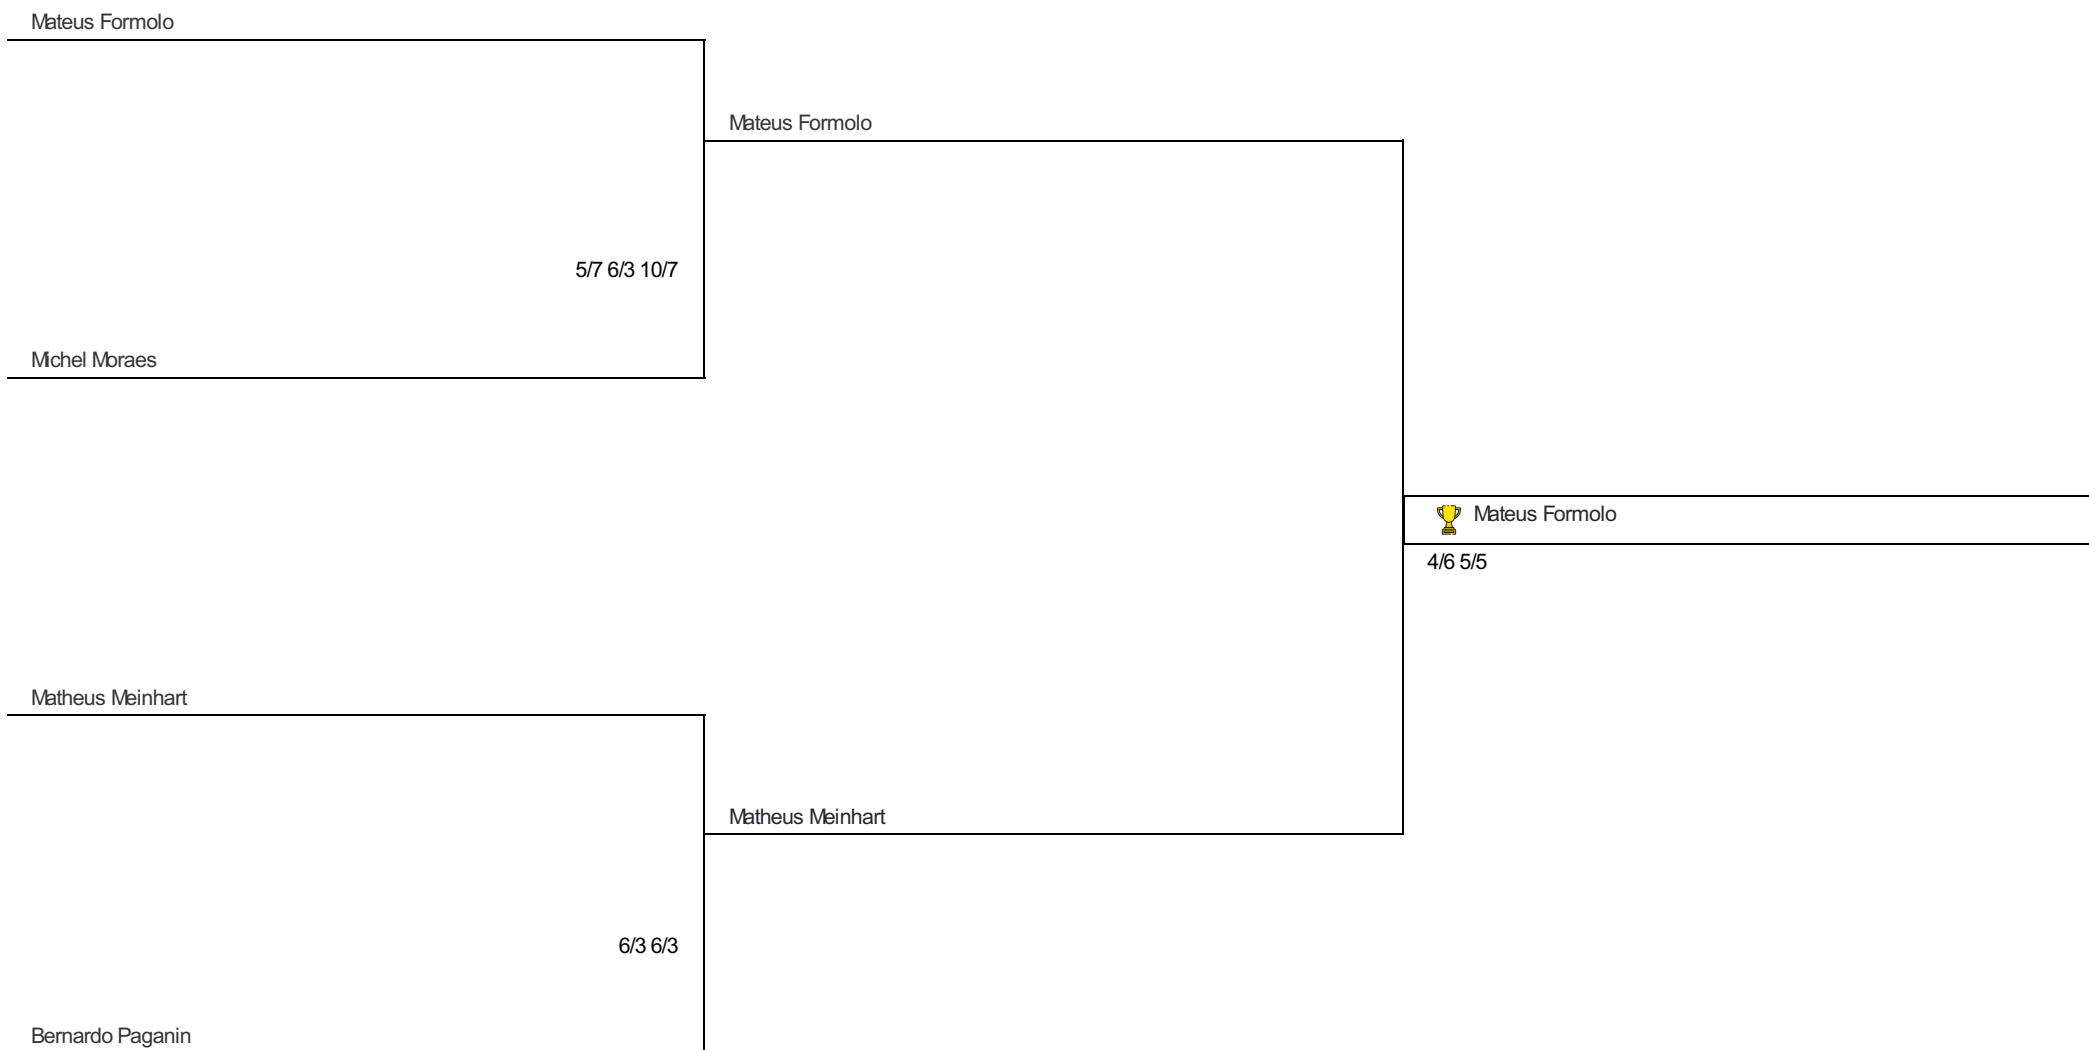 Mateus Formolo
Mateus Formolo
5/7 6/3 10/7
Michel Moraes
Mateus Formolo
4/6 5/5
Matheus Meinhart
Matheus Meinhart
6/3 6/3
Bernardo Paganin